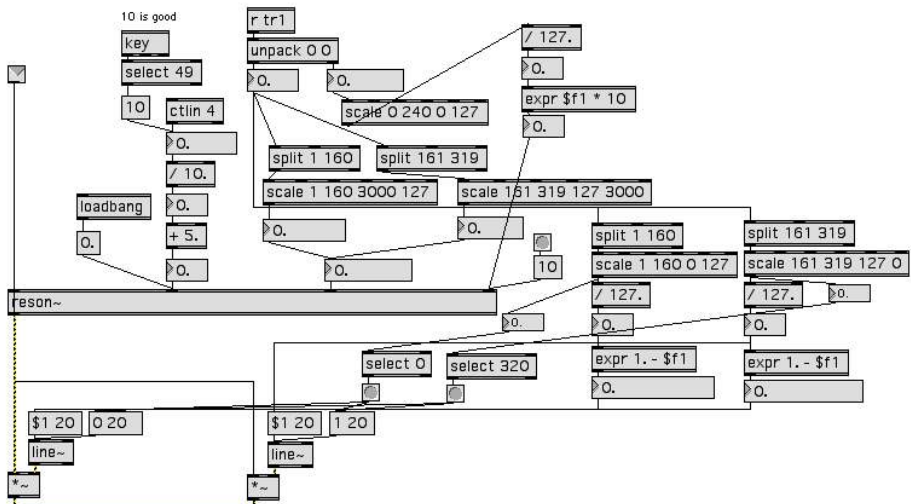 10 is good
r tr1
/ 127.
key
unpack 0 0
select 49
0.
0.
0.
10
ctlin 4
scale 0 240 0 127
expr $f1 * 10
0.
0.
split 1 160
split 161 319
/ 10.
scale 1 160 3000 127
scale 161 319 127 3000
loadbang
0.
0.
0.
0.
+ 5.
split 1 160
split 161 319
0.
0.
10
scale 1 160 0 127
scale 161 319 127 0
reson~
/ 127.
/ 127.
0.
0.
0.
0.
select 0
select 320
expr 1. - $f1
expr 1. - $f1
0.
0.
$1 20
0 20
$1 20
1 20
line~
line~
*~
*~